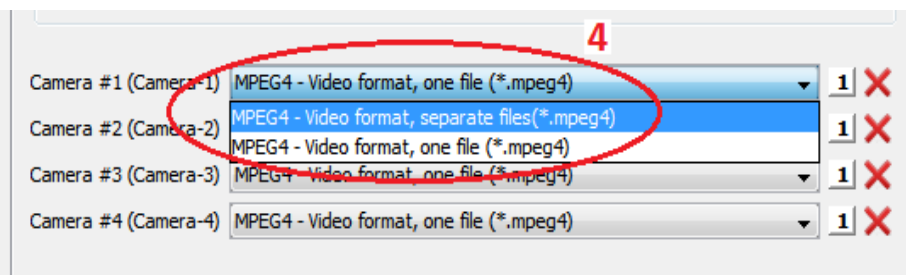 4
Camera #1 (Camera-1) MPEG4 - Video format, one file (*.mpeg4) 1
MPEG4 - Video format, separate files(*.mpeg4)
Camera #2 (Camera-2) 1
MPEG4 - Video format, one file (*.mpeg4)
Camera #3 (Camera-3) MPEG4 - Video format, one file (*.mpeg4) 1
Camera #4 (Camera-4) MPEG4 - Video format, one file (*.mpeg4) 1